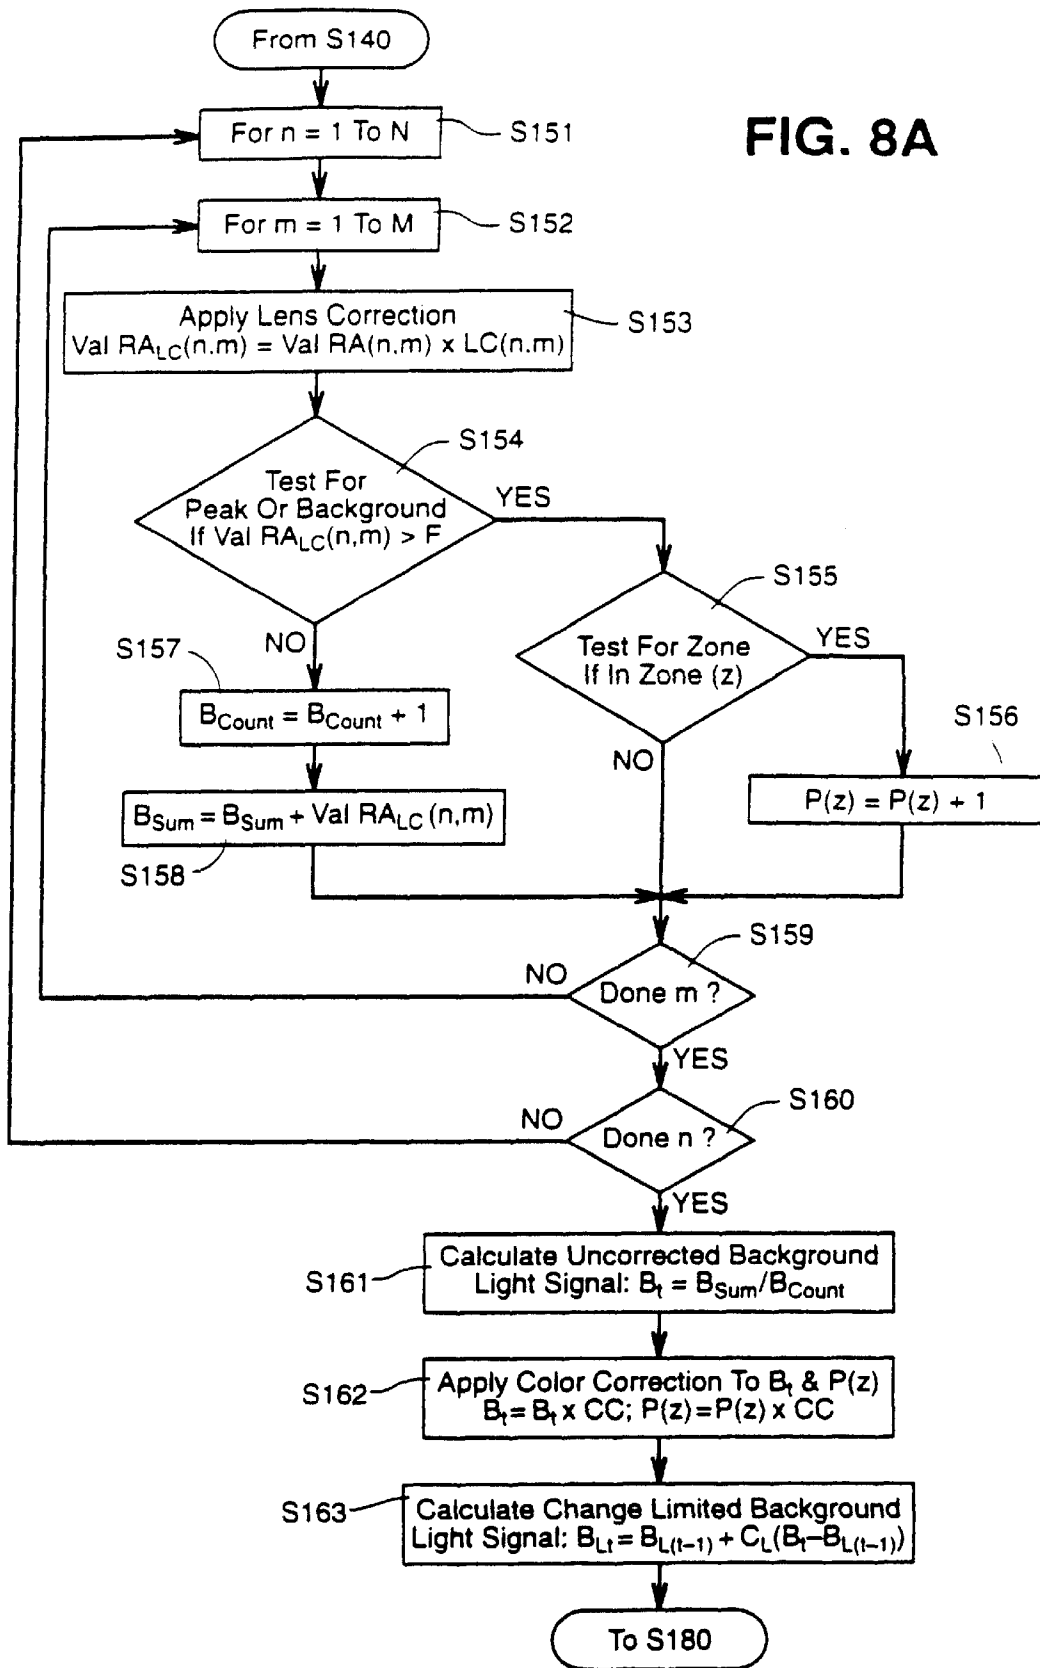 From S140
For n = 1 To N
S151
FIG. 8A
For m = 1 To M
S152
Apply Lens Correction
Val RA_LC(n.m) = Val RA(n,m) x LC(n.m)
S153
S154
Test For
Peak Or Background
If Val RA_LC(n,m) > F
YES
NO
S155
Test For Zone
If In Zone (z)
YES
NO
S156
P(z) = P(z) + 1
S157
B_Count = B_Count + 1
B_Sum = B_Sum + Val RA_LC (n,m)
S158
S159
Done m ?
NO
YES
S160
Done n ?
NO
YES
Calculate Uncorrected Background
Light Signal: B_t = B_Sum/B_Count
S161
Apply Color Correction To B_t & P(z)
B_t = B_t x CC; P(z) = P(z) x CC
S162
Calculate Change Limited Background
Light Signal: B_Lt = B_L(t–1) + C_L(B_t–B_L(t–1))
S163
To S180